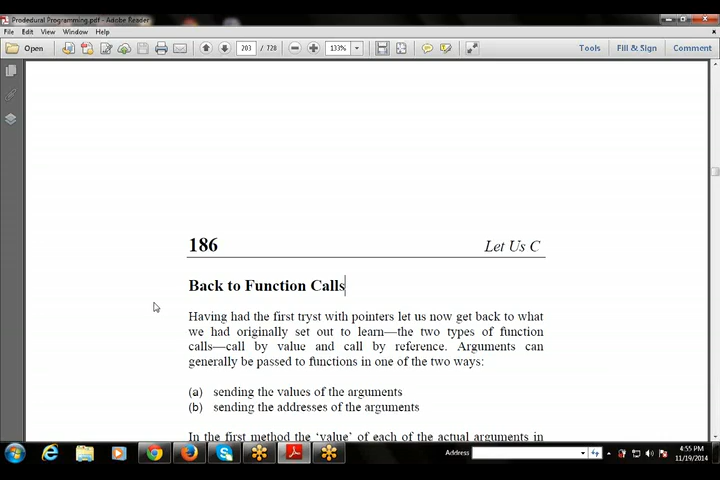 Prodedural Programming.pdf - Adobe Reader
File Edit View Window Help
Open 203 / 728 133% Tools Fill & Sign Comment
186 Let Us C
Back to Function Calls
Having had the first tryst with pointers let us now get back to what
we had originally set out to learn—the two types of function
calls—call by value and call by reference. Arguments can
generally be passed to functions in one of the two ways:
(a) sending the values of the arguments
(b) sending the addresses of the arguments
In the first method the ‘value’ of each of the actual arguments in
Address
4:55 PM
11/19/2014